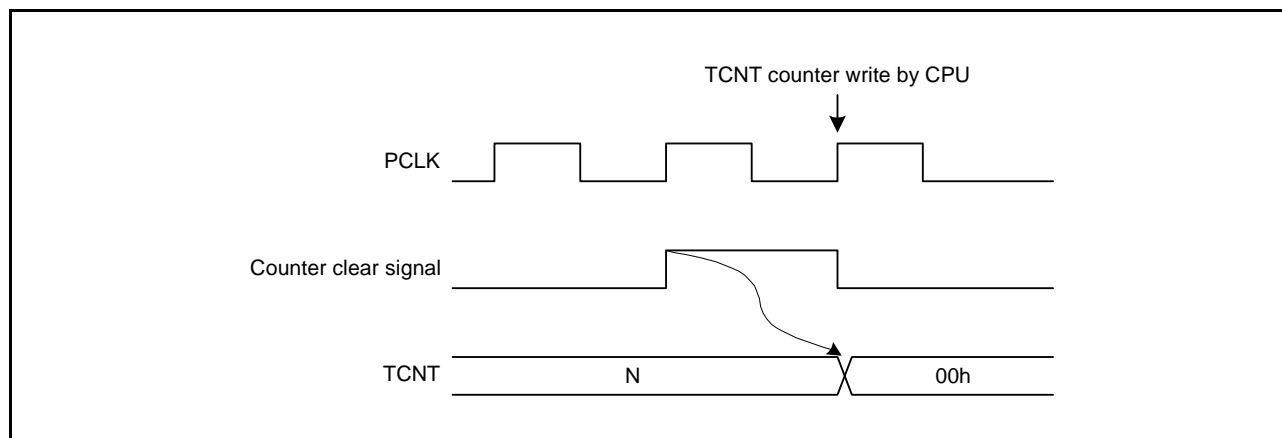 TCNT counter write by CPU
PCLK
Counter clear signal
TCNT
N
00h